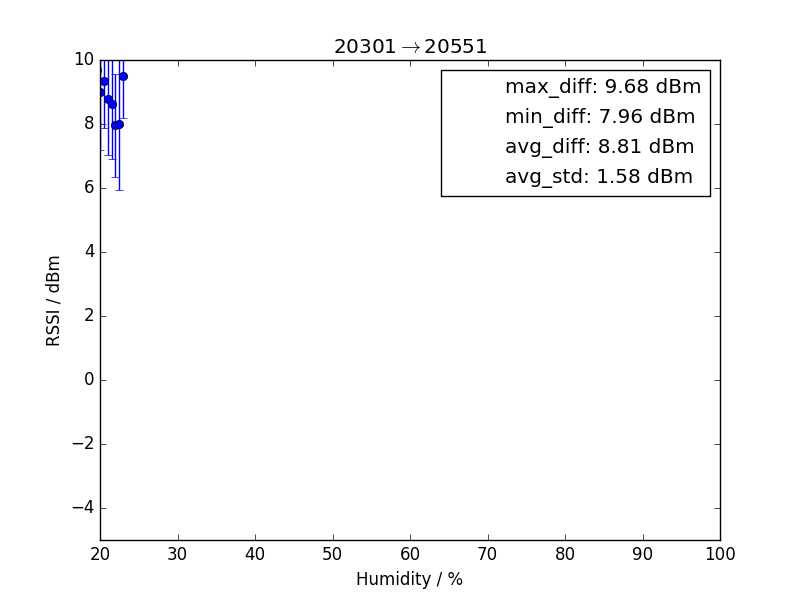 20301→20551
max_diff: 9.68 dBm
min_diff: 7.96 dBm
avg_diff: 8.81 dBm
avg_std: 1.58 dBm
10
8
6
4
2
0
−2
−4
RSSI / dBm
20 30 40 50 60 70 80 90 100
Humidity / %